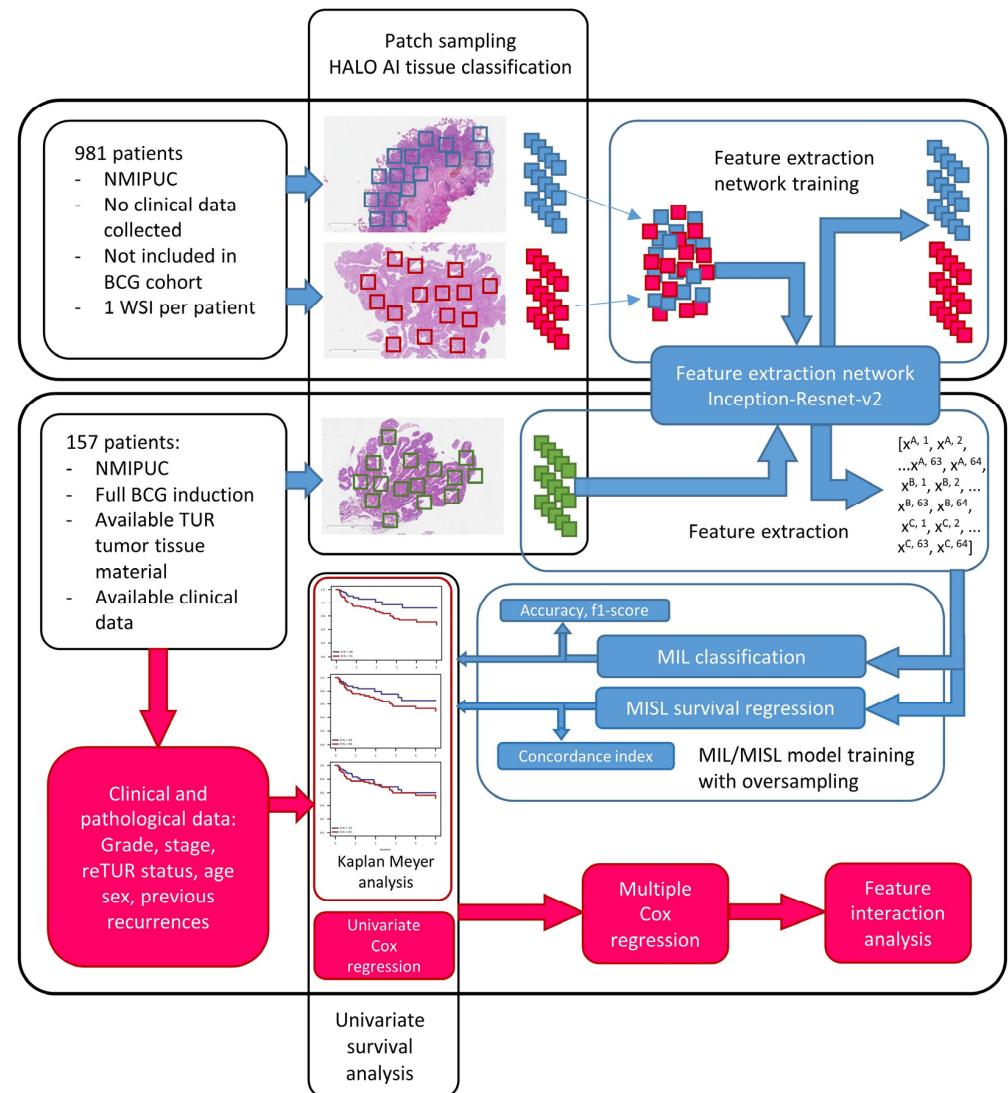 Patch sampling
HALO AI tissue classification
981 patients
- NMIPUC
- No clinical data
collected
- Not included in
BCG cohort
- 1 WSI per patient
Feature extraction
network training
Feature extraction network
Inception-Resnet-v2
157 patients:
- NMIPUC
- Full BCG induction
- Available TUR
tumor tissue
material
- Available clinical
data
[x^A, 1, x^A, 2,
...x^A, 63, x^A, 64,
x^B, 1, x^B, 2, ...
x^B, 63, x^B, 64,
x^C, 1, x^C, 2, ...
x^C, 63, x^C, 64]
Feature extraction
Accuracy, f1-score
MIL classification
MISL survival regression
Concordance index
MIL/MISL model training
with oversampling
Clinical and
pathological data:
Grade, stage,
reTUR status, age
sex, previous
recurrences
Kaplan Meyer
analysis
Univariate
Cox
regression
Multiple
Cox
regression
Feature
interaction
analysis
Univariate
survival
analysis